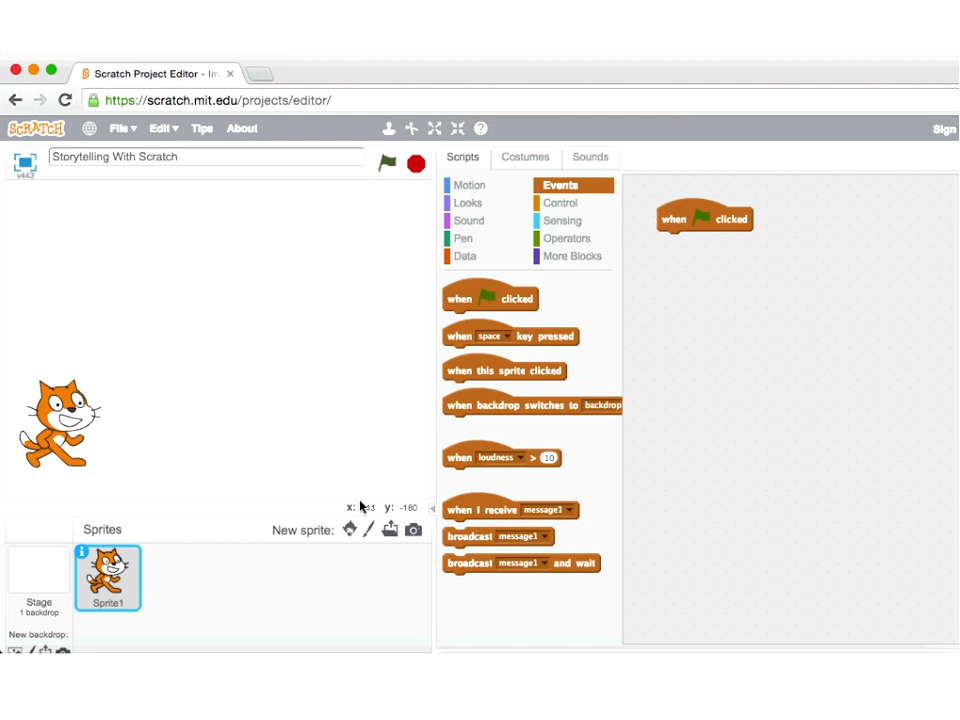 Scratch Project Editor - Im
https://scratch.mit.edu/projects/editor/
SCRATCH File Edit Tips About Sign
v443 Storytelling With Scratch
Scripts Costumes Sounds
Motion Events
Looks Control
Sound Sensing
Pen Operators
Data More Blocks
when clicked
when clicked
when space key pressed
when this sprite clicked
when backdrop switches to backdrop
when loudness > 10
when I receive message1
broadcast message1
broadcast message1 and wait
x: y: -180
Sprites New sprite:
Stage
1 backdrop
Sprite1
New backdrop: